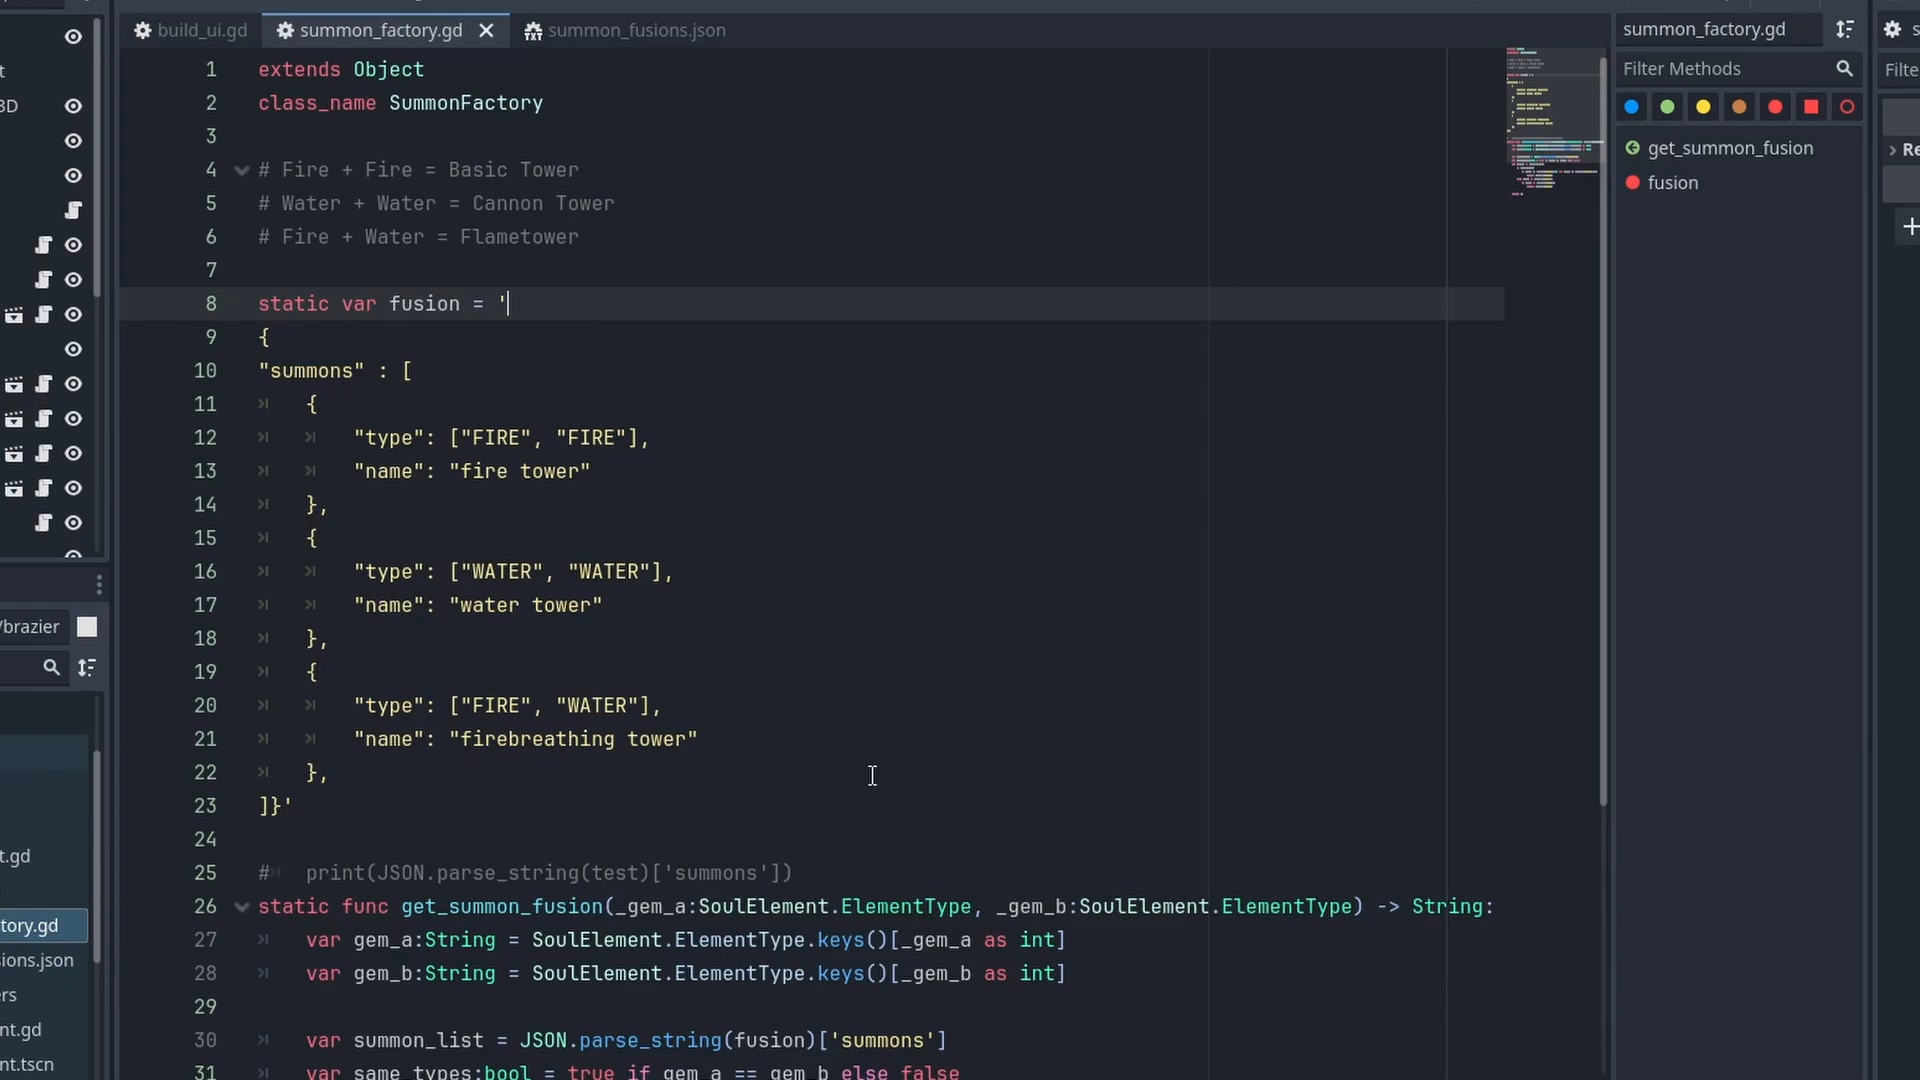 build_ui.gd
summon_factory.gd
summon_fusions.json
summon_factory.gd
Filter Methods
get_summon_fusion
fusion
1 extends Object
2 class_name SummonFactory
3
4 # Fire + Fire = Basic Tower
5 # Water + Water = Cannon Tower
6 # Fire + Water = Flametower
7
8 static var fusion = '
9 {
10 "summons" : [
11 {
12 "type": ["FIRE", "FIRE"],
13 "name": "fire tower"
14 },
15 {
16 "type": ["WATER", "WATER"],
17 "name": "water tower"
18 },
19 {
20 "type": ["FIRE", "WATER"],
21 "name": "firebreathing tower"
22 },
23 ]}'
24
25 # print(JSON.parse_string(test)['summons'])
26 static func get_summon_fusion(_gem_a:SoulElement.ElementType, _gem_b:SoulElement.ElementType) -> String:
27 var gem_a:String = SoulElement.ElementType.keys()[_gem_a as int]
28 var gem_b:String = SoulElement.ElementType.keys()[_gem_b as int]
29
30 var summon_list = JSON.parse_string(fusion)['summons']
31 var same_types:bool = true if gem_a == gem_b else false
3D
/brazier
t.gd
tory.gd
ions.json
ers
nt.gd
nt.tscn
Filte
Re